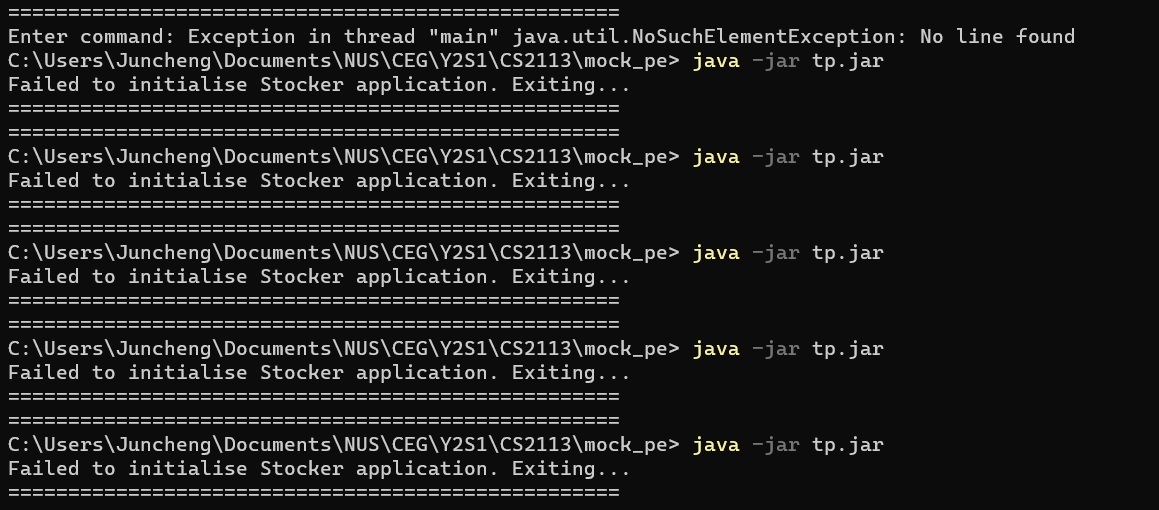 ===================================================
Enter command: Exception in thread "main" java.util.NoSuchElementException: No line found
C:\Users\Juncheng\Documents\NUS\CEG\Y2S1\CS2113\mock_pe> java -jar tp.jar
Failed to initialise Stocker application. Exiting...
===================================================
===================================================
C:\Users\Juncheng\Documents\NUS\CEG\Y2S1\CS2113\mock_pe> java -jar tp.jar
Failed to initialise Stocker application. Exiting...
===================================================
===================================================
C:\Users\Juncheng\Documents\NUS\CEG\Y2S1\CS2113\mock_pe> java -jar tp.jar
Failed to initialise Stocker application. Exiting...
===================================================
===================================================
C:\Users\Juncheng\Documents\NUS\CEG\Y2S1\CS2113\mock_pe> java -jar tp.jar
Failed to initialise Stocker application. Exiting...
===================================================
===================================================
C:\Users\Juncheng\Documents\NUS\CEG\Y2S1\CS2113\mock_pe> java -jar tp.jar
Failed to initialise Stocker application. Exiting...
===================================================